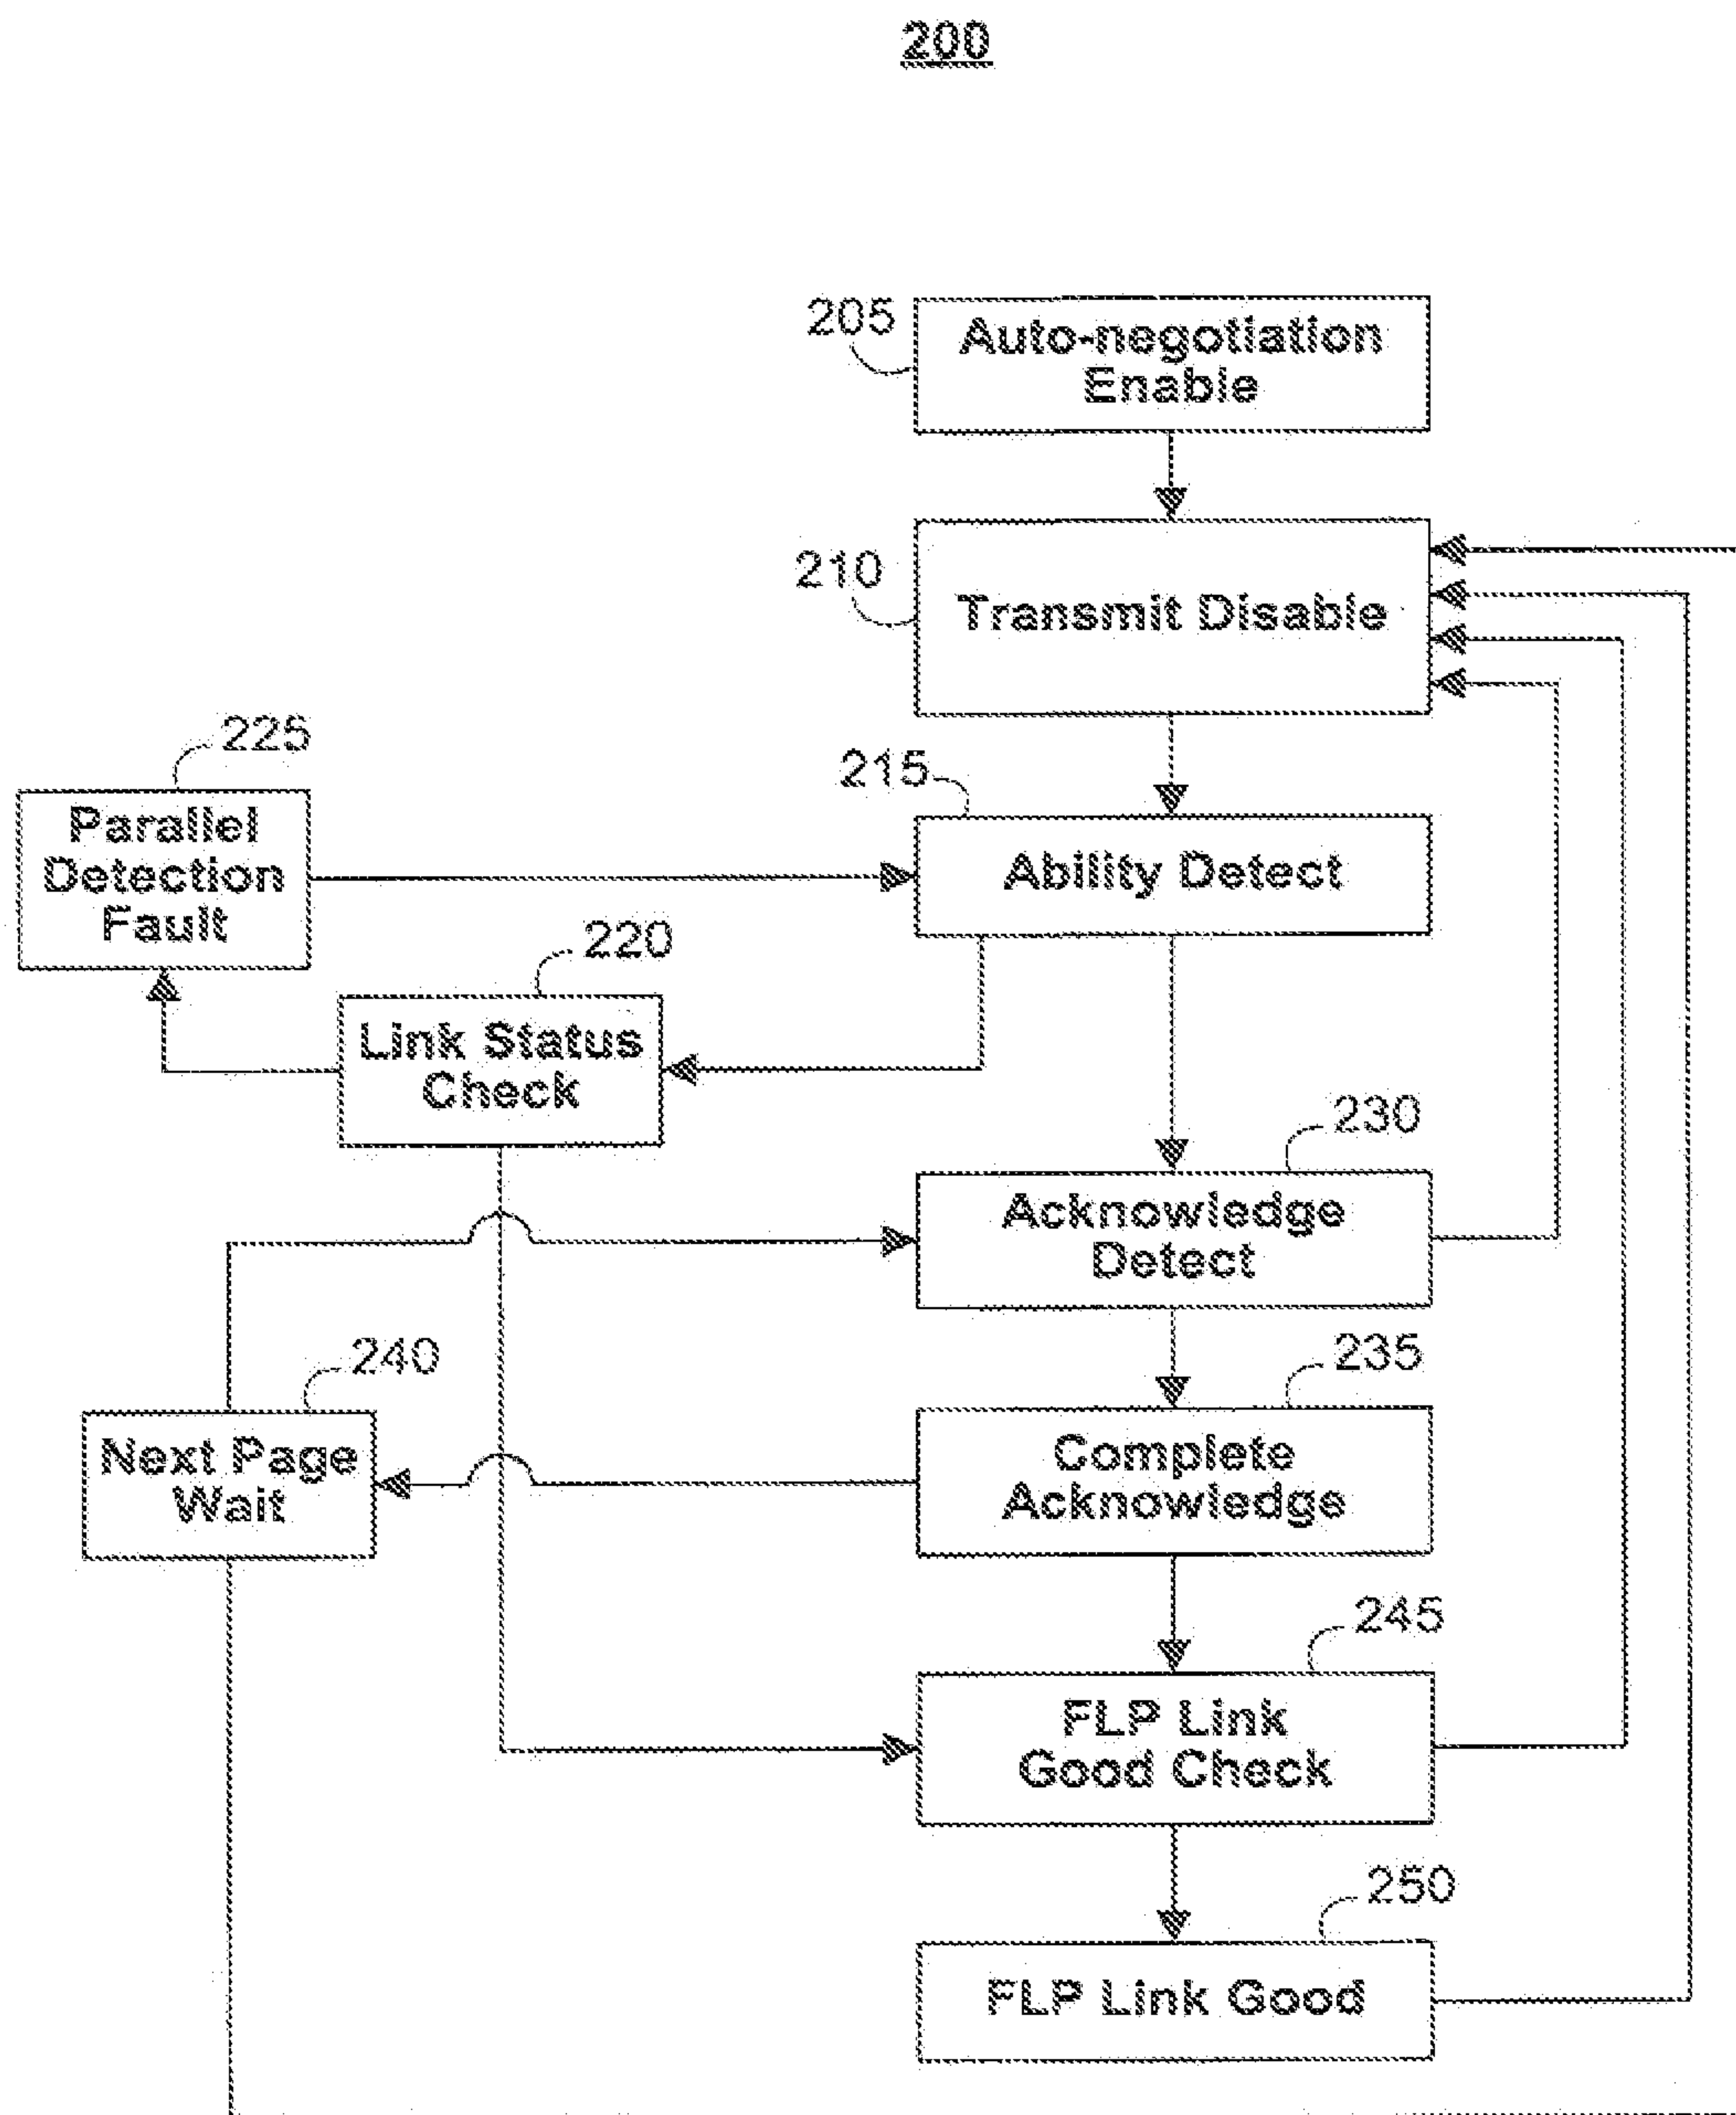 200
205
Auto-negotiation
Enable
210
Transmit Disable
225
Parallel
Detection
Fault
215
Ability Detect
220
Link Status
Check
230
Acknowledge
Detect
240
Next Page
Wait
235
Complete
Acknowledge
245
FLP Link
Good Check
250
FLP Link Good